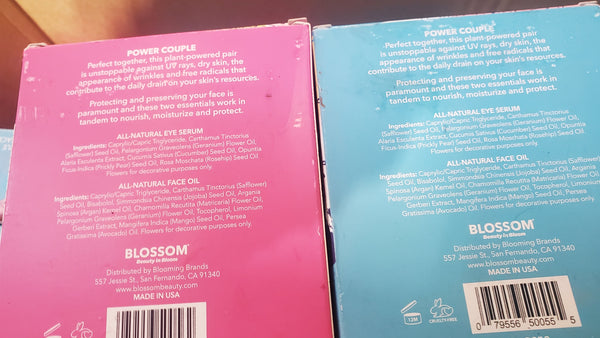 POWER COUPLE
Perfect together, this plant-powered pair
is unstoppable against UV rays, dry skin, the
appearance of wrinkles and free radicals that
contribute to the daily drain on your skin's resources.
Protecting and preserving your face is
paramount and these two essentials work in
tandem to nourish, moisturize and protect.
ALL-NATURAL EYE SERUM
Ingredients: Caprylic/Capric Triglyceride, Carthamus Tinctorius
(Safflower) Seed Oil, Pelargonium Graveolens (Geranium) Flower Oil,
Alaria Esculenta Extract, Cucumis Sativus (Cucumber) Seed Oil, Opuntia
Ficus-Indica (Prickly Pear) Seed Oil, Rosa Moschata (Rosehip) Seed Oil
ALL-NATURAL FACE OIL
Ingredients: Caprylic/Capric Triglyceride, Carthamus Tinctorius (Safflower)
Seed Oil, Bisabolol, Simmondsia Chinensis (Jojoba) Seed Oil, Argania
Spinosa (Argan) Kernel Oil, Chamomilla Recutita (Matricaria) Flower Oil,
Pelargonium Graveolens (Geranium) Flower Oil, Tocopherol, Limonium
Gerberi Extract, Mangifera Indica (Mango) Seed Oil, Persea
Gratissima (Avocado) Oil, Flowers for decorative purposes only.
BLOSSOM
Beauty in Bloom
Distributed by Blooming Brands
557 Jessie St., San Fernando, CA 91340
www.blossombeauty.com
MADE IN USA
POWER COUPLE
Perfect together, this plant-powered pair
is unstoppable against UV rays, dry skin, the
appearance of wrinkles and free radicals that
contribute to the daily drain on your skin's resources.
Protecting and preserving your face is
paramount and these two essentials work in
tandem to nourish, moisturize and protect.
ALL-NATURAL EYE SERUM
Ingredients: Caprylic/Capric Triglyceride, Carthamus Tinctorius
(Safflower) Seed Oil, Pelargonium Graveolens (Geranium) Flower Oil,
Alaria Esculenta Extract, Cucumis Sativus (Cucumber) Seed Oil, Opuntia
Ficus-Indica (Prickly Pear) Seed Oil, Rosa Moschata (Rosehip) Seed Oil
ALL-NATURAL FACE OIL
Ingredients: Caprylic/Capric Triglyceride, Carthamus Tinctorius (Safflower)
Seed Oil, Bisabolol, Simmondsia Chinensis (Jojoba) Seed Oil, Argania
Spinosa (Argan) Kernel Oil, Chamomilla Recutita (Matricaria) Flower Oil,
Pelargonium Graveolens (Geranium) Flower Oil, Tocopherol, Limonium
Gerberi Extract, Mangifera Indica (Mango) Seed Oil, Persea
Gratissima (Avocado) Oil, Flowers for decorative purposes only.
BLOSSOM
Beauty in Bloom
Distributed by Blooming Brands
557 Jessie St., San Fernando, CA 91340
www.blossombeauty.com
MADE IN USA
12M
CRUELTY FREE
0 79556 50055 5